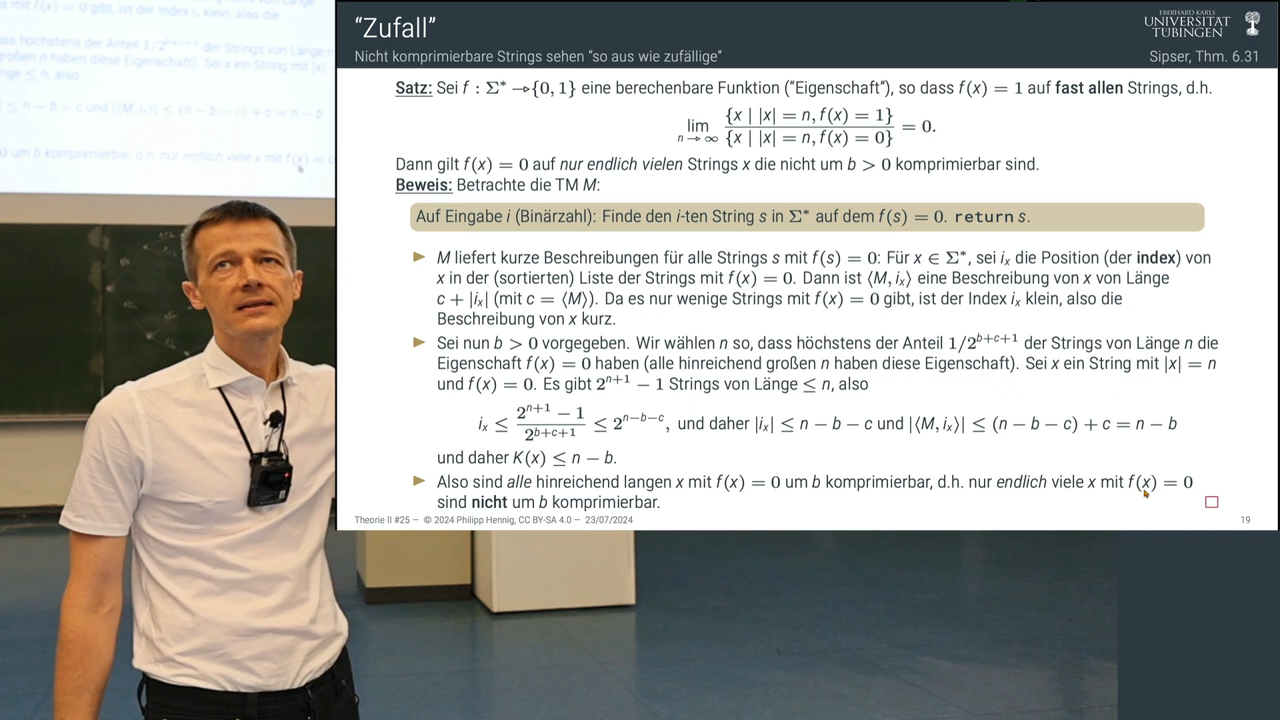 “Zufall”
Nicht komprimierbare Strings sehen “so aus wie zufällige”
EBERHARD KARLS
UNIVERSITÄT
TÜBINGEN
Sipser, Thm. 6.31
Satz: Sei f : Σ* → {0, 1} eine berechenbare Funktion (“Eigenschaft”), so dass f(x) = 1 auf fast allen Strings, d.h.
lim n→∞ {x | |x| = n, f(x) = 1} / {x | |x| = n, f(x) = 0} = 0.
Dann gilt f(x) = 0 auf nur endlich vielen Strings x die nicht um b > 0 komprimierbar sind.
Beweis: Betrachte die TM M:
Auf Eingabe i (Binärzahl): Finde den i-ten String s in Σ* auf dem f(s) = 0. return s.
► M liefert kurze Beschreibungen für alle Strings s mit f(s) = 0: Für x ∈ Σ*, sei iₓ die Position (der index) von
x in der (sortierten) Liste der Strings mit f(x) = 0. Dann ist ⟨M, iₓ⟩ eine Beschreibung von x von Länge
c + |iₓ| (mit c = ⟨M⟩). Da es nur wenige Strings mit f(x) = 0 gibt, ist der Index iₓ klein, also die
Beschreibung von x kurz.
► Sei nun b > 0 vorgegeben. Wir wählen n so, dass höchstens der Anteil 1/2^{b+c+1} der Strings von Länge n die
Eigenschaft f(x) = 0 haben (alle hinreichend großen n haben diese Eigenschaft). Sei x ein String mit |x| = n
und f(x) = 0. Es gibt 2^{n+1} − 1 Strings von Länge ≤ n, also
iₓ ≤ (2^{n+1} − 1) / 2^{b+c+1} ≤ 2^{n−b−c}, und daher |iₓ| ≤ n − b − c und |⟨M, iₓ⟩| ≤ (n − b − c) + c = n − b
und daher K(x) ≤ n − b.
► Also sind alle hinreichend langen x mit f(x) = 0 um b komprimierbar, d.h. nur endlich viele x mit f(x) = 0
sind nicht um b komprimierbar.
Theorie II #25 — © 2024 Philipp Hennig, CC BY-SA 4.0 — 23/07/2024
19